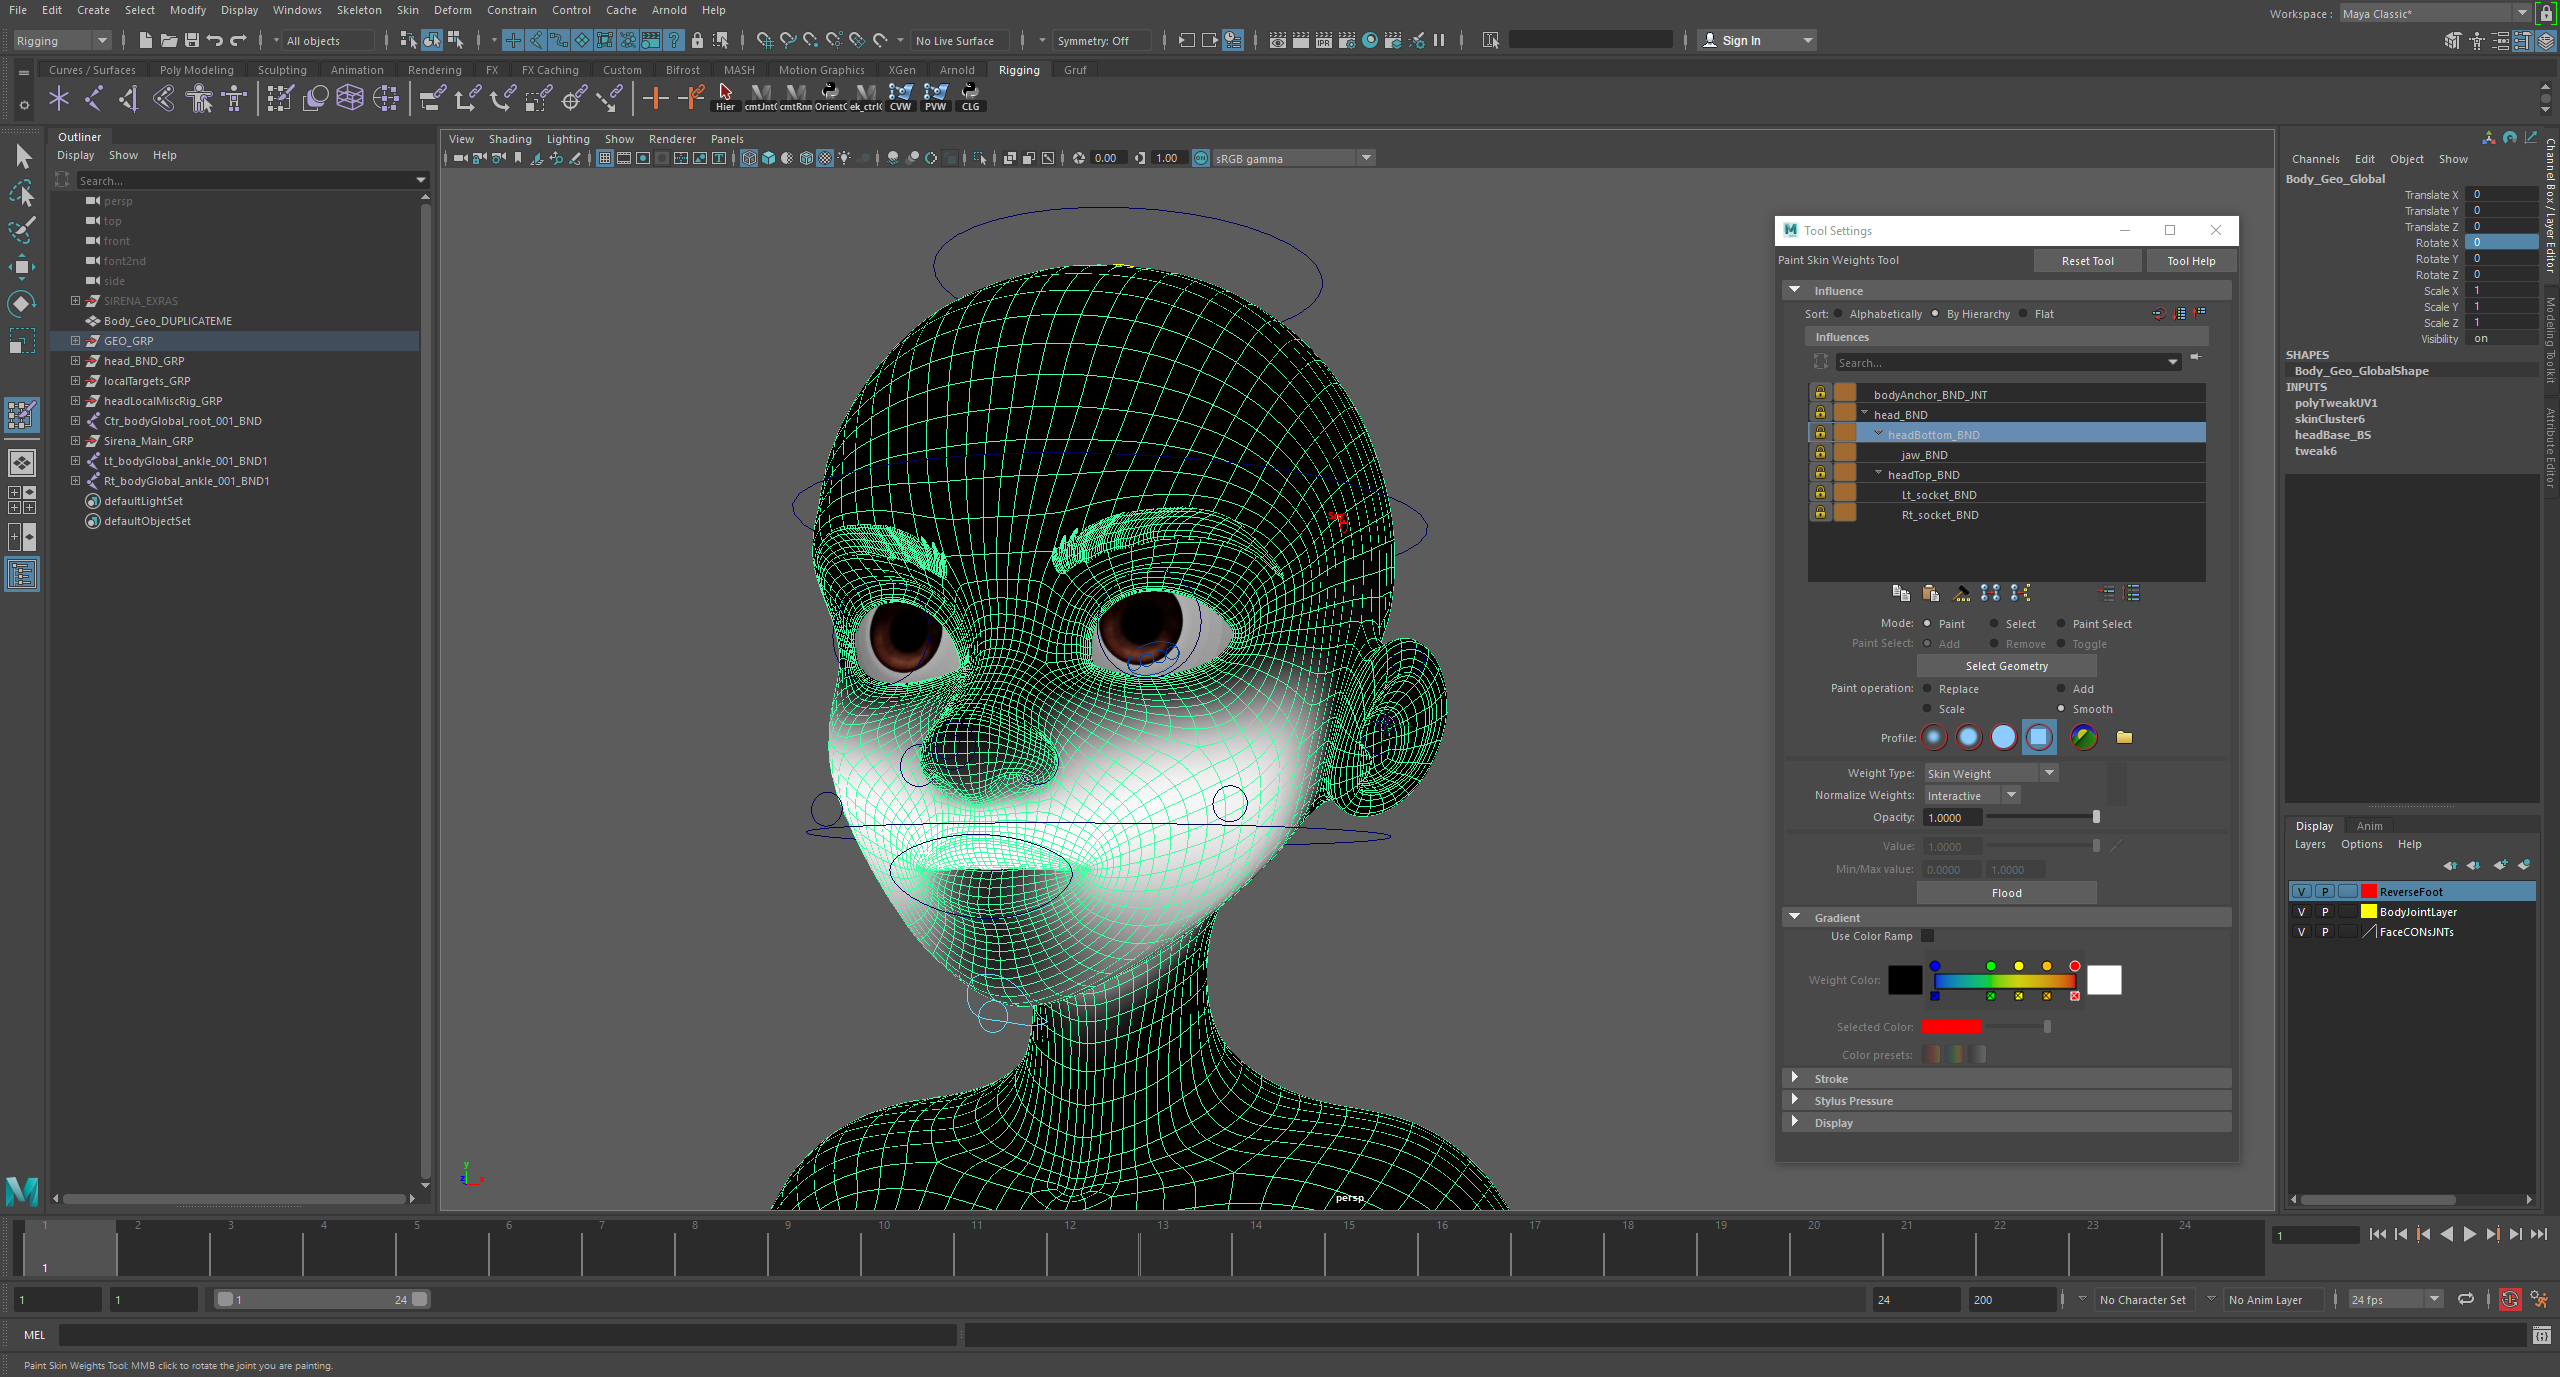 File Edit Create Select Modify Display Windows Skeleton Skin Deform Constrain Control Cache Arnold Help
Workspace : Maya Classic*
Rigging All objects No Live Surface Symmetry: Off Sign In
Curves / Surfaces Poly Modeling Sculpting Animation Rendering FX FX Caching Custom Bifrost MASH Motion Graphics XGen Arnold Rigging Gruf
Hier cmtJntC cmtRnn OrientC ek_ctrlC CVW PVW CLG
Outliner
Display Show Help
Search...
persp
top
front
font2nd
side
SIRENA_EXRAS
Body_Geo_DUPLICATEME
GEO_GRP
head_BND_GRP
localTargets_GRP
headLocalMiscRig_GRP
Ctr_bodyGlobal_root_001_BND
Sirena_Main_GRP
Lt_bodyGlobal_ankle_001_BND1
Rt_bodyGlobal_ankle_001_BND1
defaultLightSet
defaultObjectSet
View Shading Lighting Show Renderer Panels
0.00 1.00 ON sRGB gamma
y
z x
persp
Tool Settings
Paint Skin Weights Tool Reset Tool Tool Help
Influence
Sort: Alphabetically By Hierarchy Flat
Influences
Search...
bodyAnchor_BND_JNT
head_BND
headBottom_BND
jaw_BND
headTop_BND
Lt_socket_BND
Rt_socket_BND
Mode: Paint Select Paint Select
Paint Select: Add Remove Toggle
Select Geometry
Paint operation: Replace Add
Scale Smooth
Profile:
Weight Type: Skin Weight
Normalize Weights: Interactive
Opacity: 1.0000
Value: 1.0000
Min/Max value: 0.0000 1.0000
Flood
Gradient
Use Color Ramp
Weight Color:
Selected Color:
Color presets:
Stroke
Stylus Pressure
Display
Channels Edit Object Show
Body_Geo_Global
Translate X 0
Translate Y 0
Translate Z 0
Rotate X 0
Rotate Y 0
Rotate Z 0
Scale X 1
Scale Y 1
Scale Z 1
Visibility on
SHAPES
Body_Geo_GlobalShape
INPUTS
polyTweakUV1
skinCluster6
headBase_BS
tweak6
Channel Box / Layer Editor
Modeling Toolkit
Attribute Editor
Display Anim
Layers Options Help
V P ReverseFoot
V P BodyJointLayer
V P FaceCONsJNTs
1 2 3 4 5 6 7 8 9 10 11 12 13 14 15 16 17 18 19 20 21 22 23 24
1
1
1 1 1 24 24 200 No Character Set No Anim Layer 24 fps
MEL
Paint Skin Weights Tool: MMB click to rotate the joint you are painting.